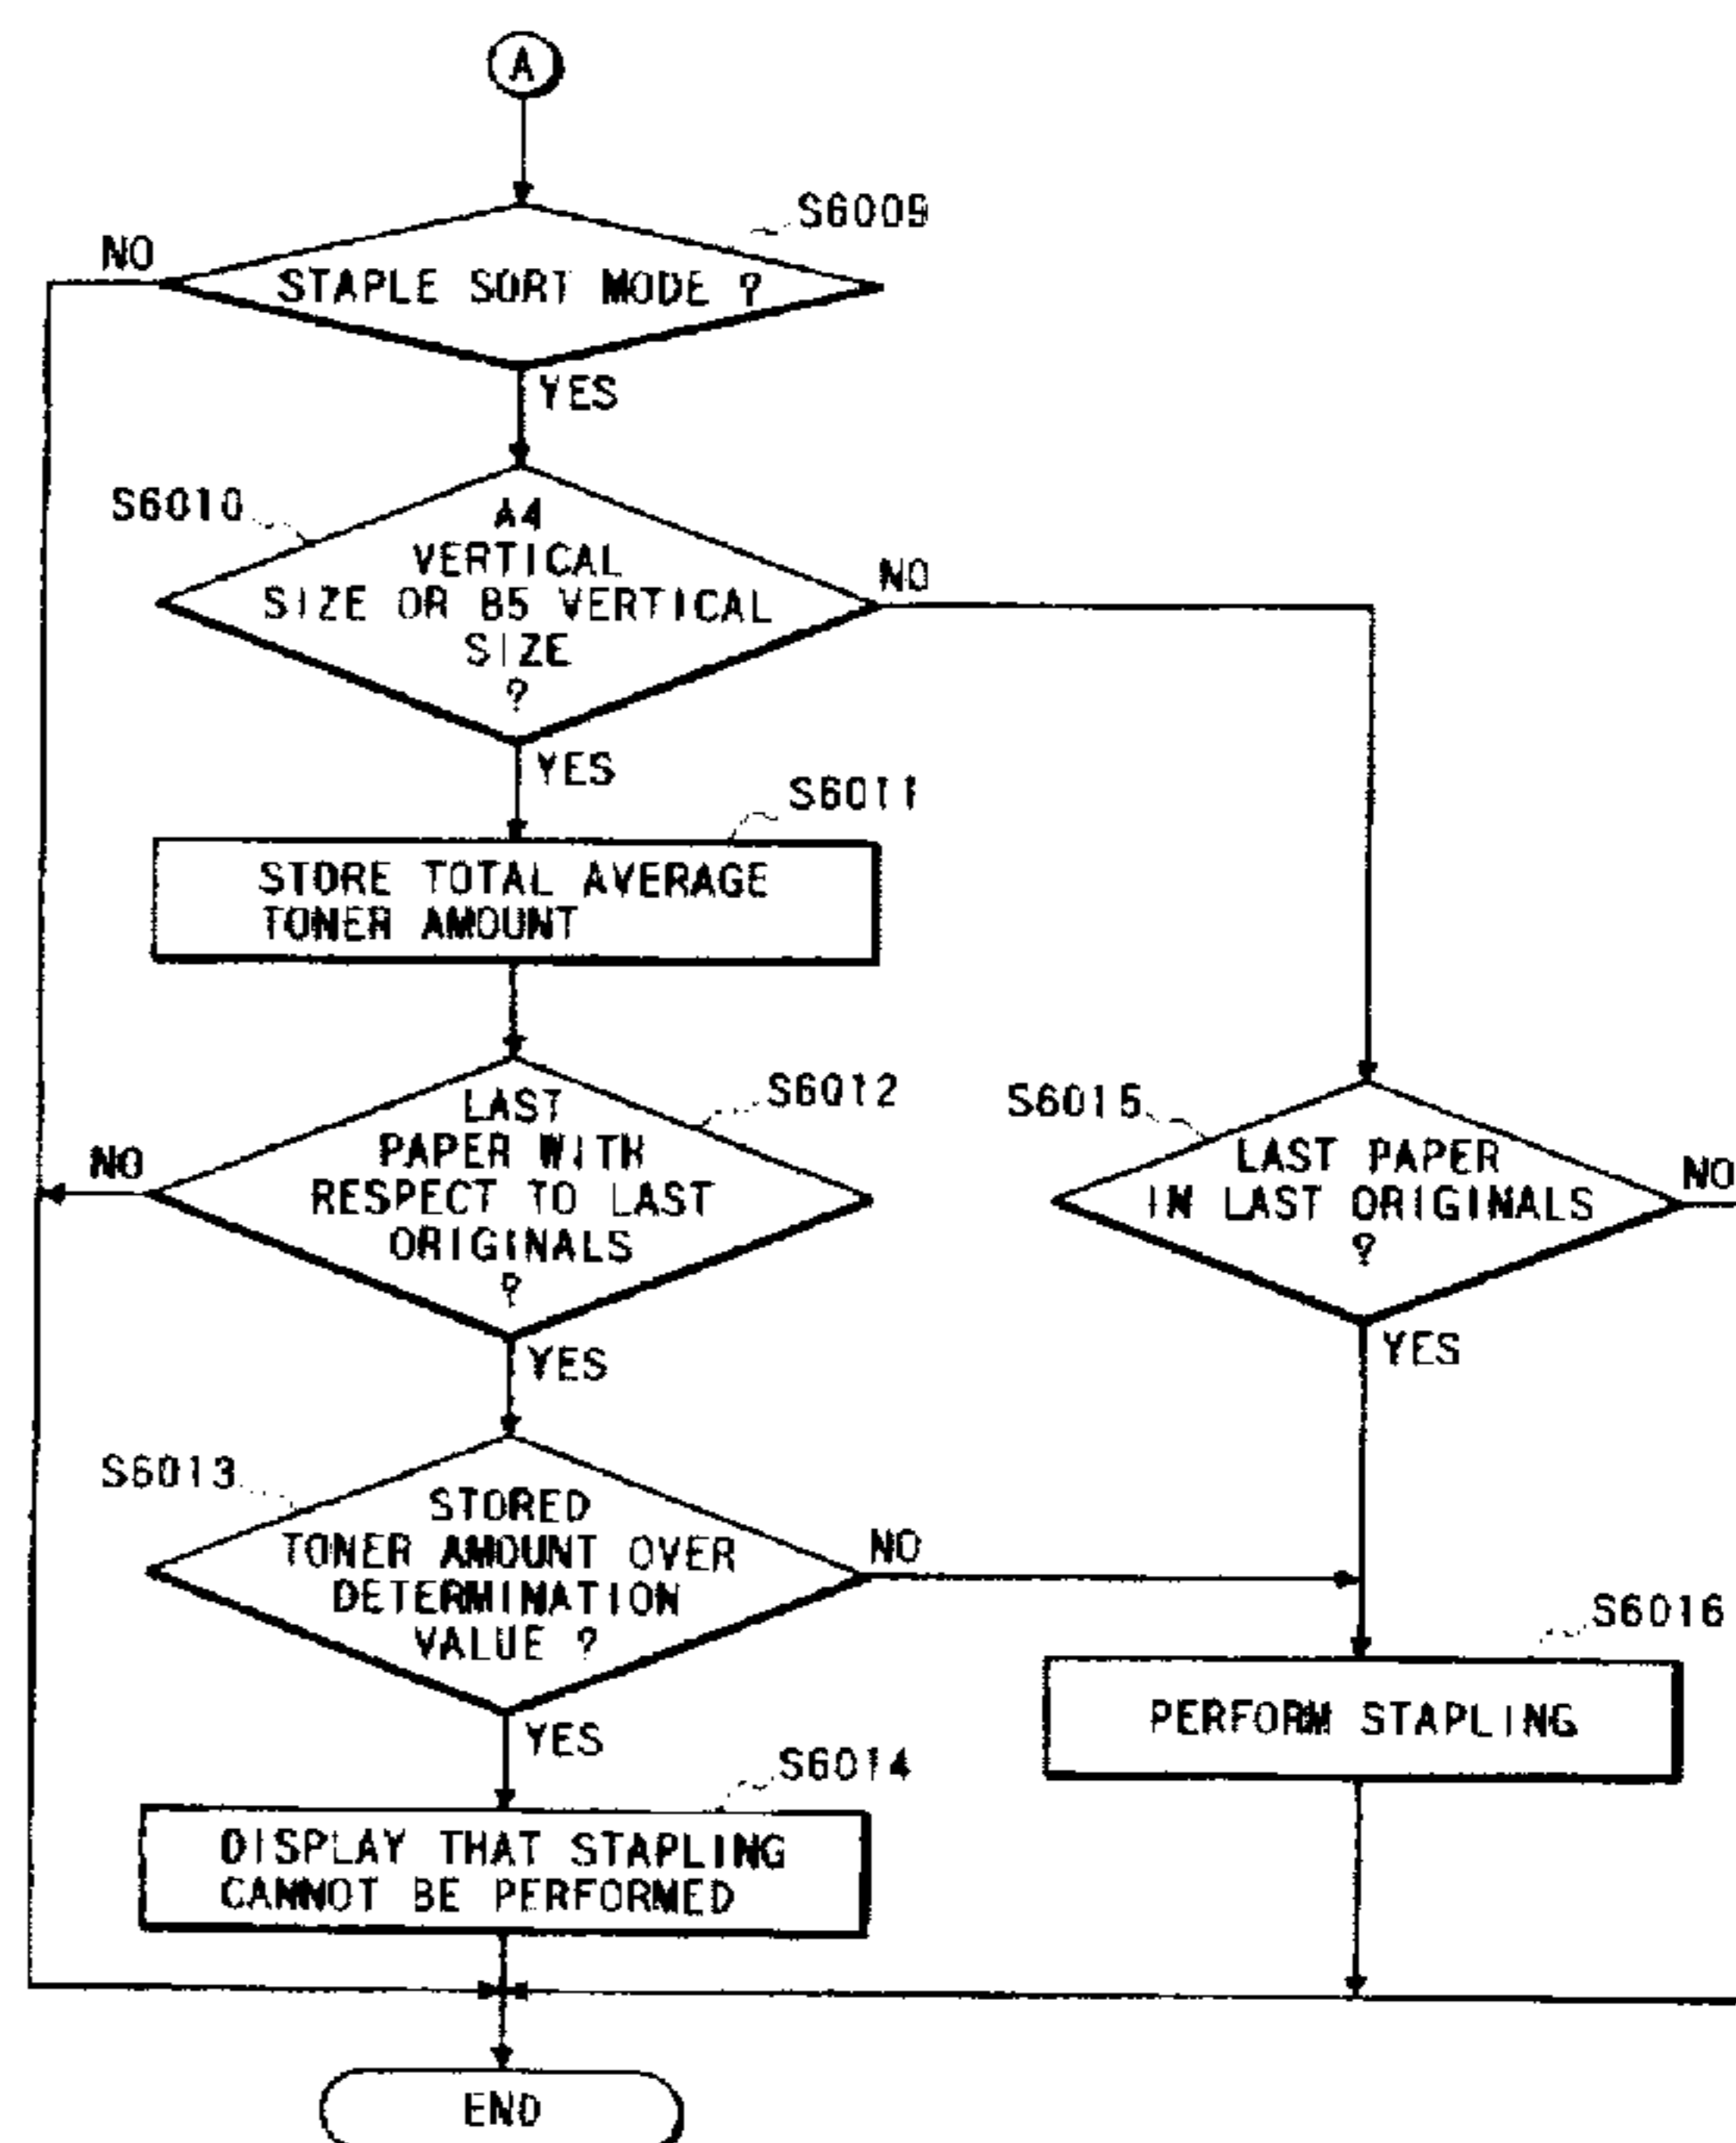 A
S6009
NO
STAPLE SORT MODE ?
YES
S6010
A4
VERTICAL
SIZE OR B5 VERTICAL
SIZE
?
NO
YES
S6011
STORE TOTAL AVERAGE
TONER AMOUNT
S6012
LAST
PAPER WITH
RESPECT TO LAST
ORIGINALS
?
NO
YES
S6015
LAST PAPER
IN LAST ORIGINALS
?
NO
YES
S6013
STORED
TONER AMOUNT OVER
DETERMINATION
VALUE ?
NO
YES
S6016
PERFORM STAPLING
S6014
DISPLAY THAT STAPLING
CANNOT BE PERFORMED
END